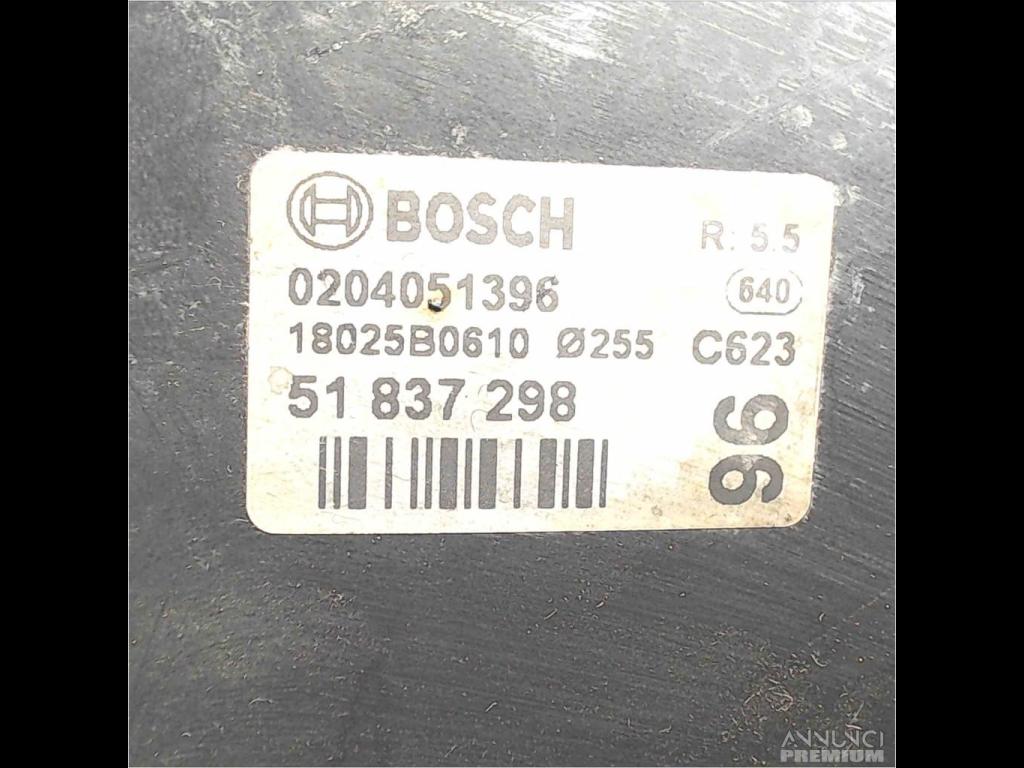 BOSCH
R: 5.5
0204051396
640
18025B0610 Ø255 C623
51 837 298
96
ANNUNCI
PREMIUM